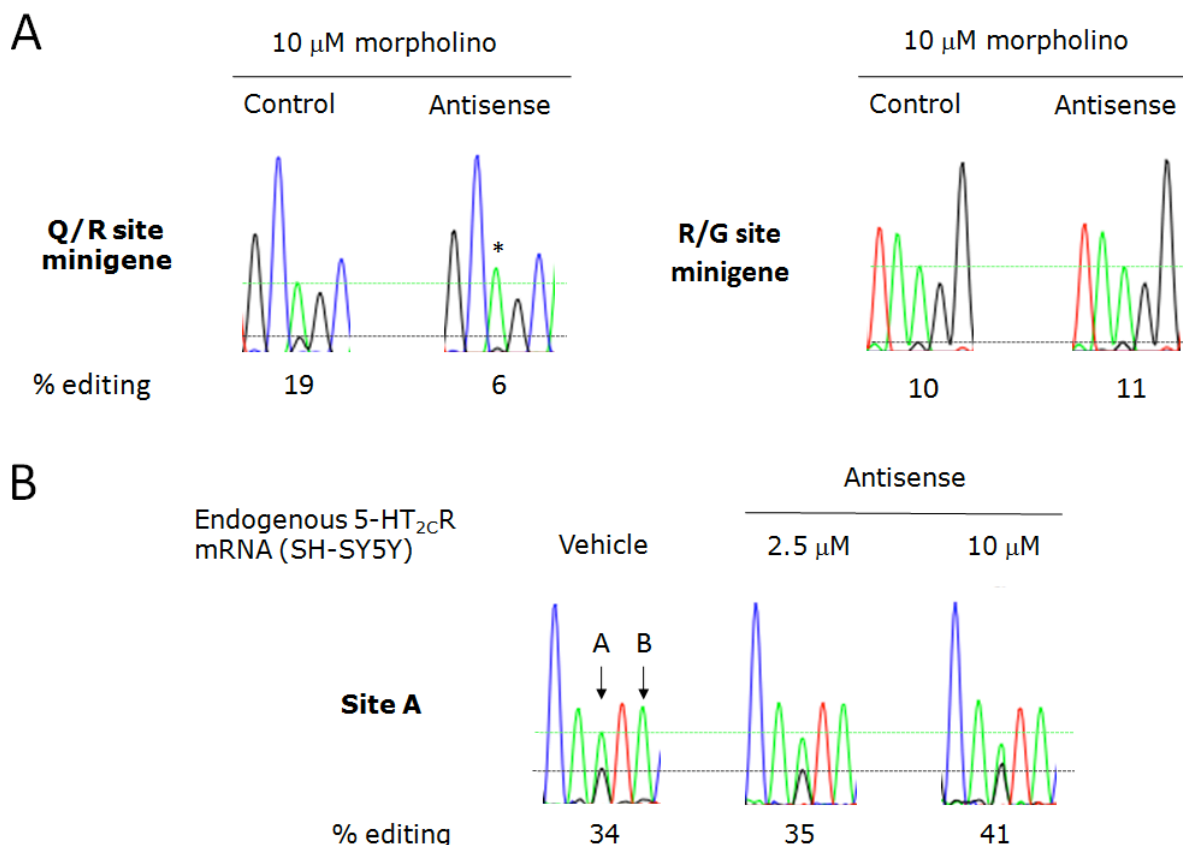 A
10 μM morpholino
Control Antisense
Q/R site
minigene
*
% editing 19 6
10 μM morpholino
Control Antisense
R/G site
minigene
10 11
B
Antisense
Endogenous 5-HT2CR
mRNA (SH-SY5Y)
Vehicle 2.5 μM 10 μM
A B
Site A
% editing 34 35 41